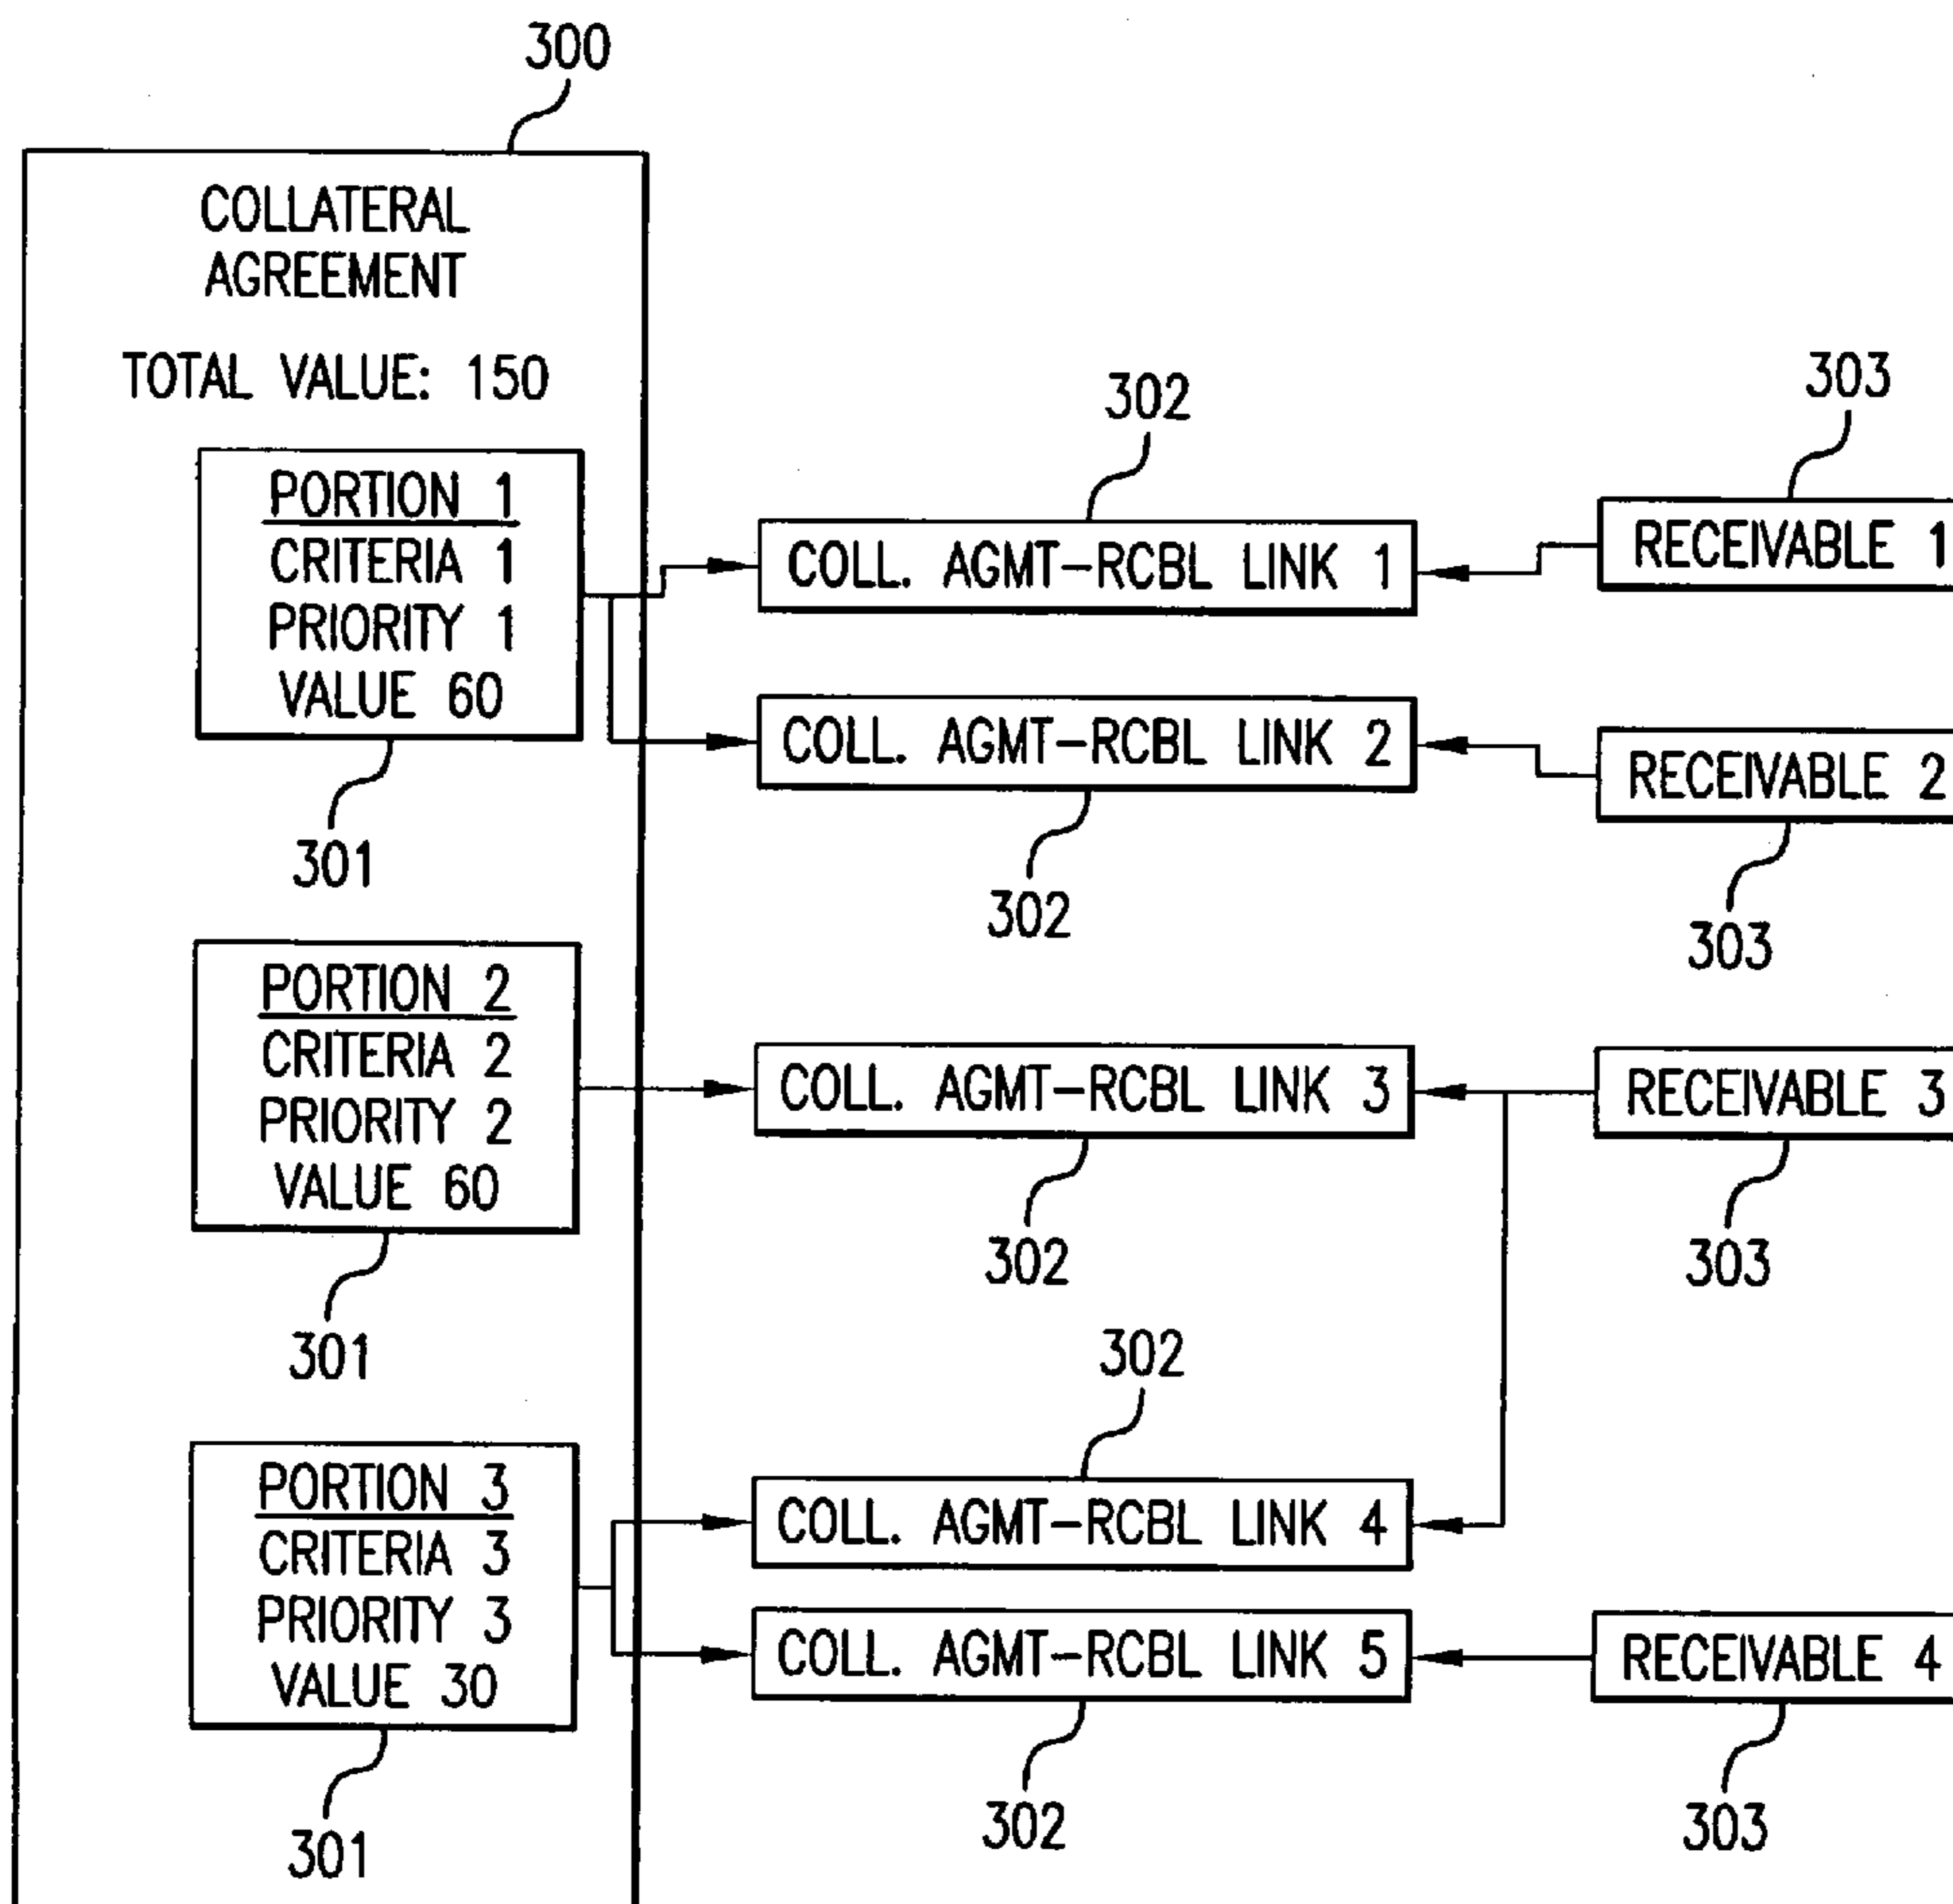 300
COLLATERAL
AGREEMENT
TOTAL VALUE: 150
PORTION 1
CRITERIA 1
PRIORITY 1
VALUE 60
301
PORTION 2
CRITERIA 2
PRIORITY 2
VALUE 60
301
PORTION 3
CRITERIA 3
PRIORITY 3
VALUE 30
301
302
COLL. AGMT-RCBL LINK 1
COLL. AGMT-RCBL LINK 2
302
COLL. AGMT-RCBL LINK 3
302
302
COLL. AGMT-RCBL LINK 4
COLL. AGMT-RCBL LINK 5
302
303
RECEIVABLE 1
RECEIVABLE 2
303
RECEIVABLE 3
303
RECEIVABLE 4
303